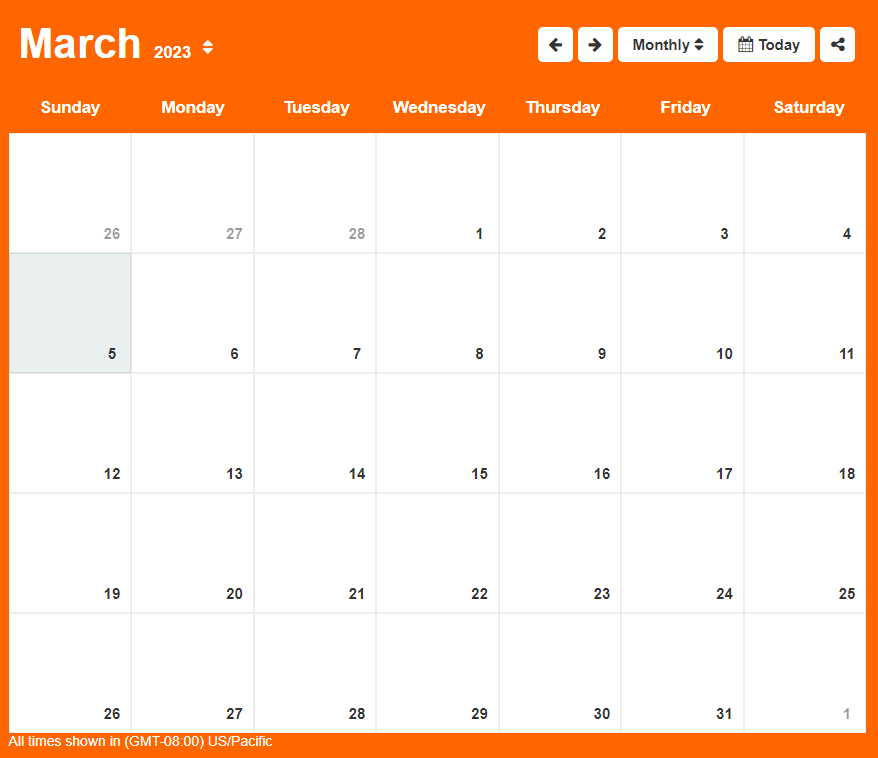 March 2023 Monthly Today
Sunday Monday Tuesday Wednesday Thursday Friday Saturday
26 27 28 1 2 3 4
5 6 7 8 9 10 11
12 13 14 15 16 17 18
19 20 21 22 23 24 25
26 27 28 29 30 31 1
All times shown in (GMT-08:00) US/Pacific